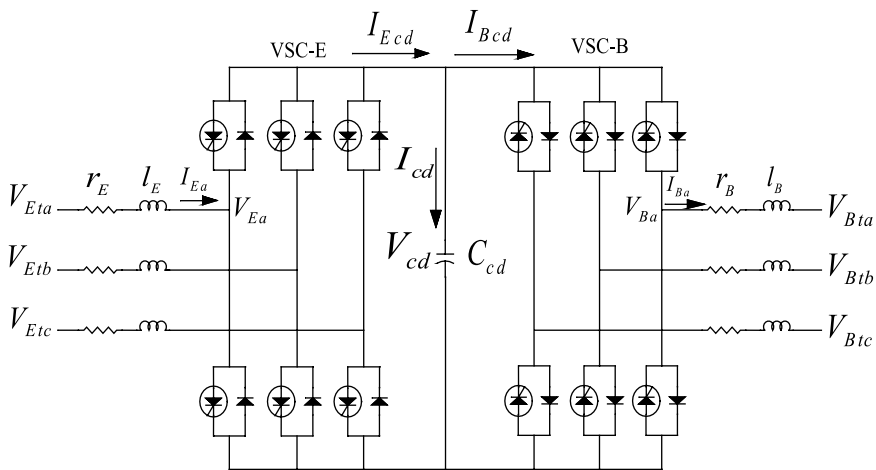 I_Ecd I_Bcd
VSC-E VSC-B
I_cd
r_E l_E I_Ea
V_Eta V_Ea
I_Ba r_B l_B
V_Ba V_Bta
V_Etb V_cd C_cd V_Btb
V_Etc V_Btc